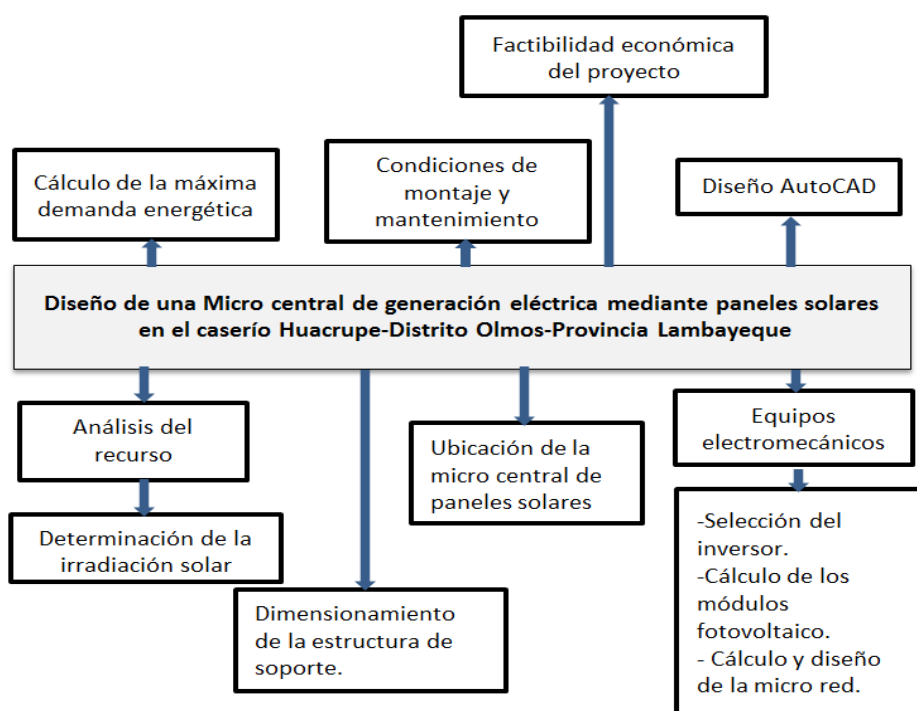 Factibilidad económica
del proyecto
Cálculo de la máxima
demanda energética
Condiciones de
montaje y
mantenimiento
Diseño AutoCAD
Diseño de una Micro central de generación eléctrica mediante paneles solares
en el caserío Huacrupe-Distrito Olmos-Provincia Lambayeque
Análisis del
recurso
Determinación de la
irradiación solar
Dimensionamiento
de la estructura de
soporte.
Ubicación de la
micro central de
paneles solares
Equipos
electromecánicos
-Selección del
inversor.
-Cálculo de los
módulos
fotovoltaico.
- Cálculo y diseño
de la micro red.